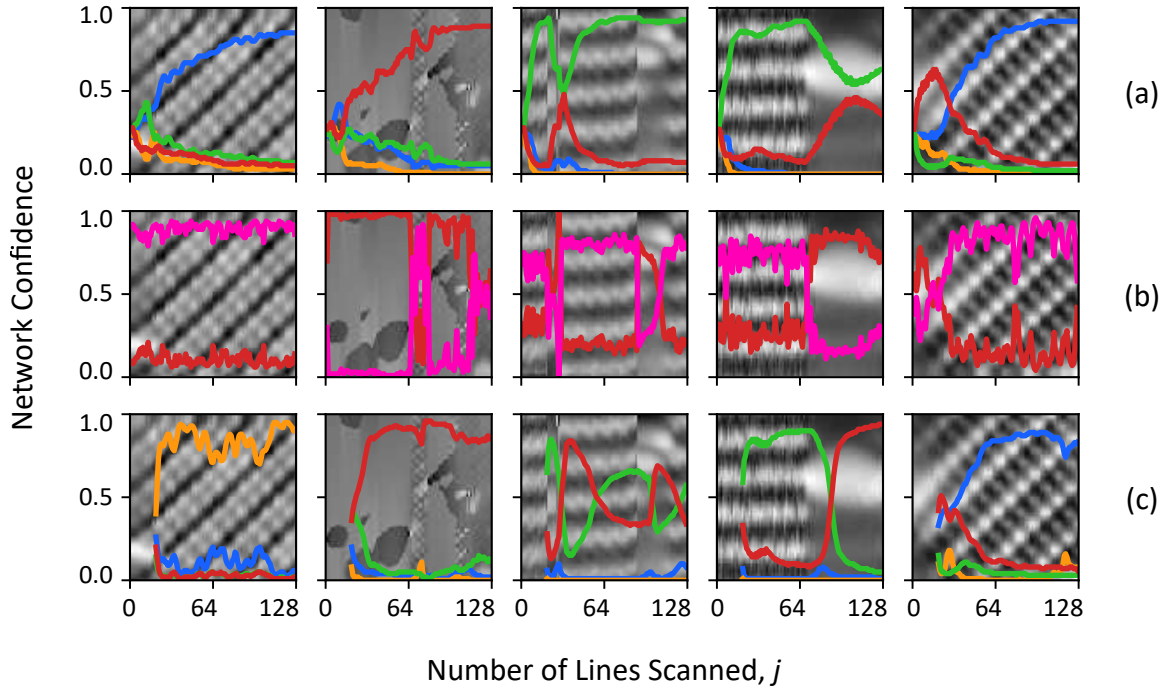 1.0
0.5
0.0
(a)
1.0
0.5
0.0
(b)
1.0
0.5
0.0
(c)
0 64 128 0 64 128 0 64 128 0 64 128 0 64 128
Network Confidence
Number of Lines Scanned, j